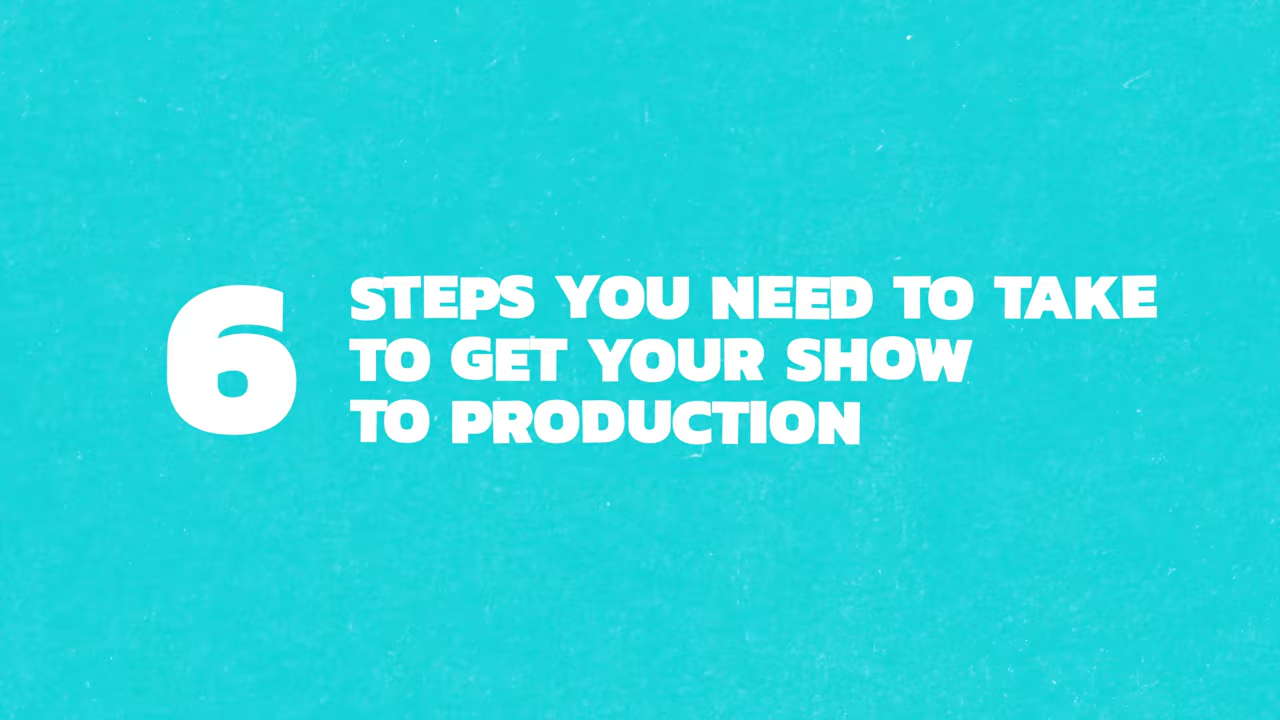 6
STEPS YOU NEED TO TAKE
TO GET YOUR SHOW
TO PRODUCTION